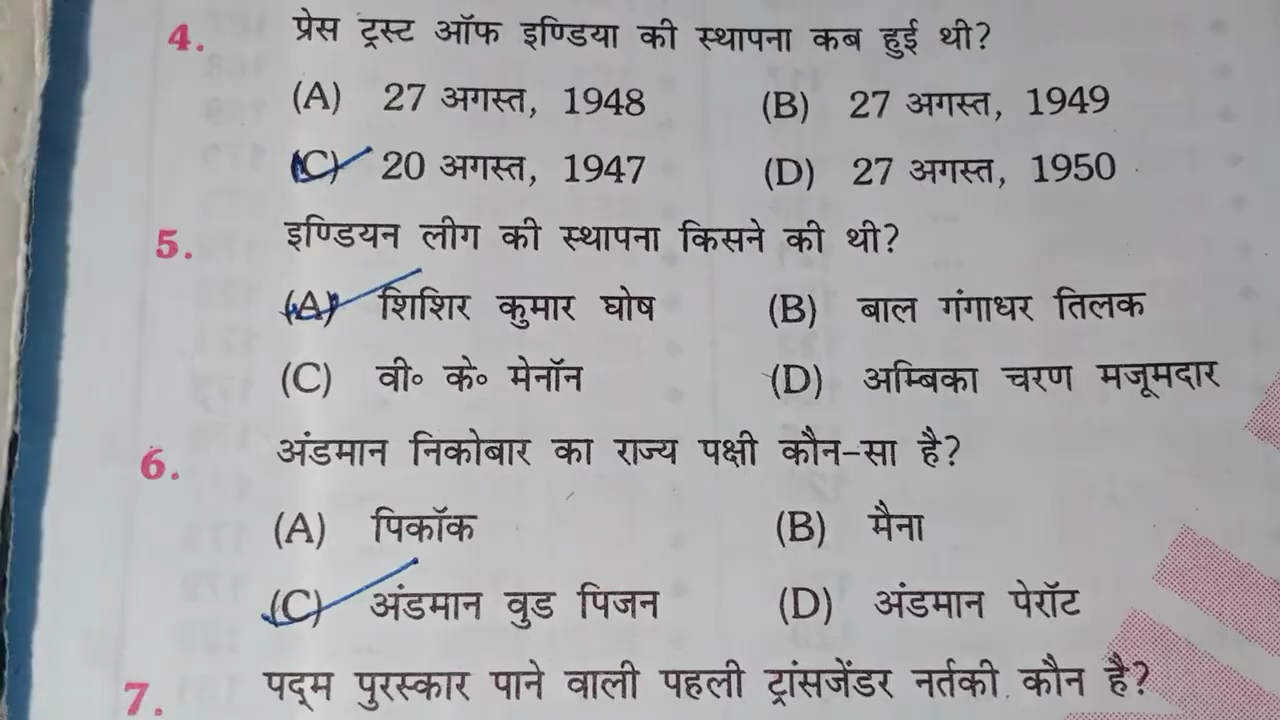 4. प्रेस ट्रस्ट ऑफ इण्डिया की स्थापना कब हुई थी?
(A) 27 अगस्त, 1948 (B) 27 अगस्त, 1949
(C) 20 अगस्त, 1947 (D) 27 अगस्त, 1950
5. इण्डियन लीग की स्थापना किसने की थी?
(A) शिशिर कुमार घोष (B) बाल गंगाधर तिलक
(C) वी० के० मेनॉन (D) अम्बिका चरण मजूमदार
6. अंडमान निकोबार का राज्य पक्षी कौन-सा है?
(A) पिकॉक (B) मैना
(C) अंडमान वुड पिजन (D) अंडमान पेरॉट
7. पद्म पुरस्कार पाने वाली पहली ट्रांसजेंडर नर्तकी कौन है?